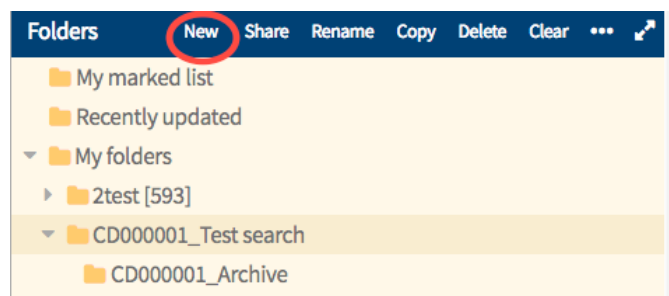 Folders New Share Rename Copy Delete Clear •••
My marked list
Recently updated
My folders
2test [593]
CD000001_Test search
CD000001_Archive